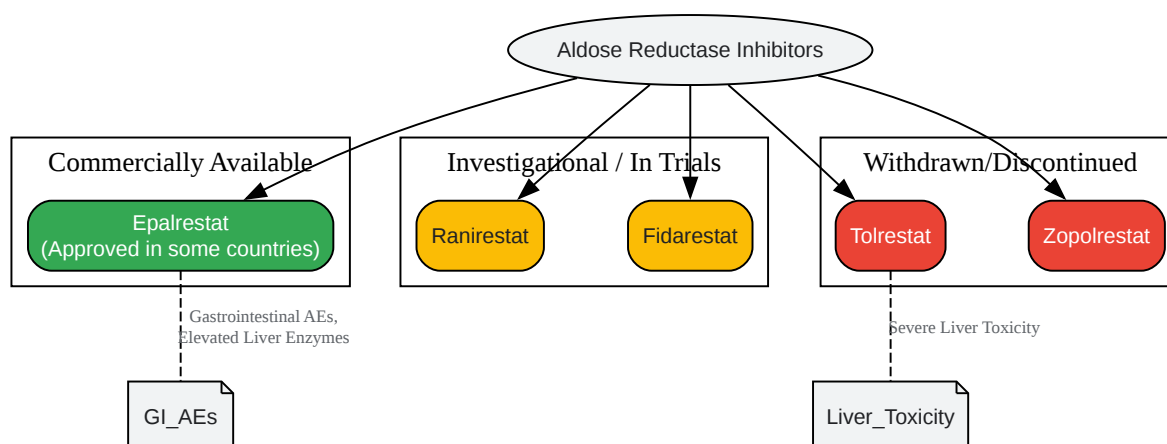 Aldose Reductase Inhibitors
Commercially Available
Investigational / In Trials
Withdrawn/Discontinued
Epalrestat
(Approved in some countries)
Ranirestat
Fidarestat
Tolrestat
Zopolrestat
Gastrointestinal AEs,
Elevated Liver Enzymes
Severe Liver Toxicity
GI_AEs
Liver_Toxicity